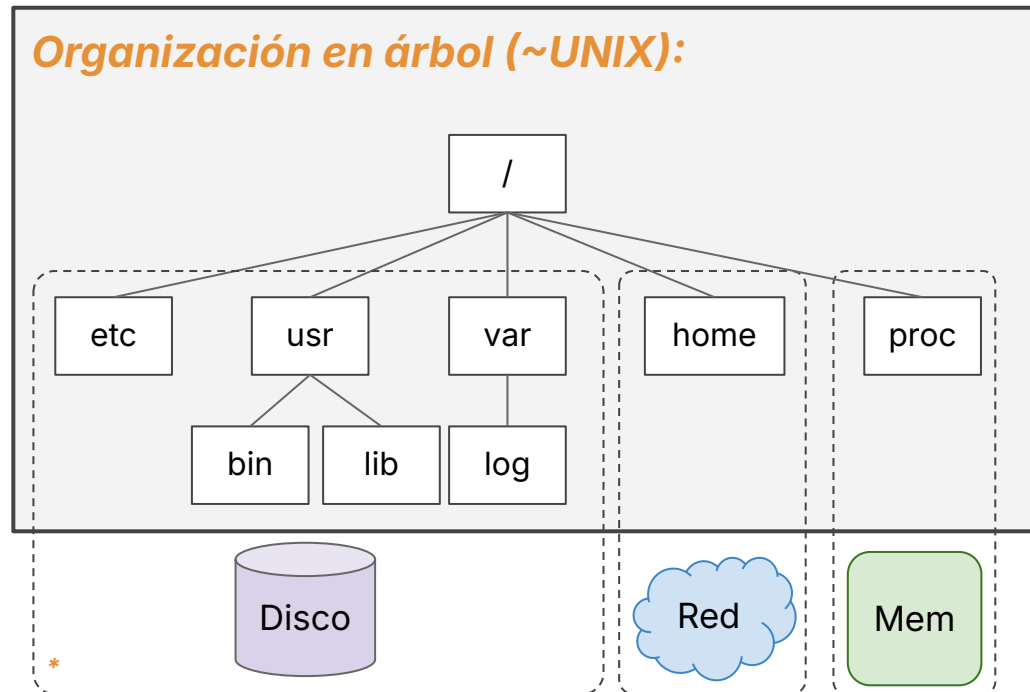 Organización en árbol (~UNIX):
/
etc usr var home proc
bin lib log
Disco Red Mem
*